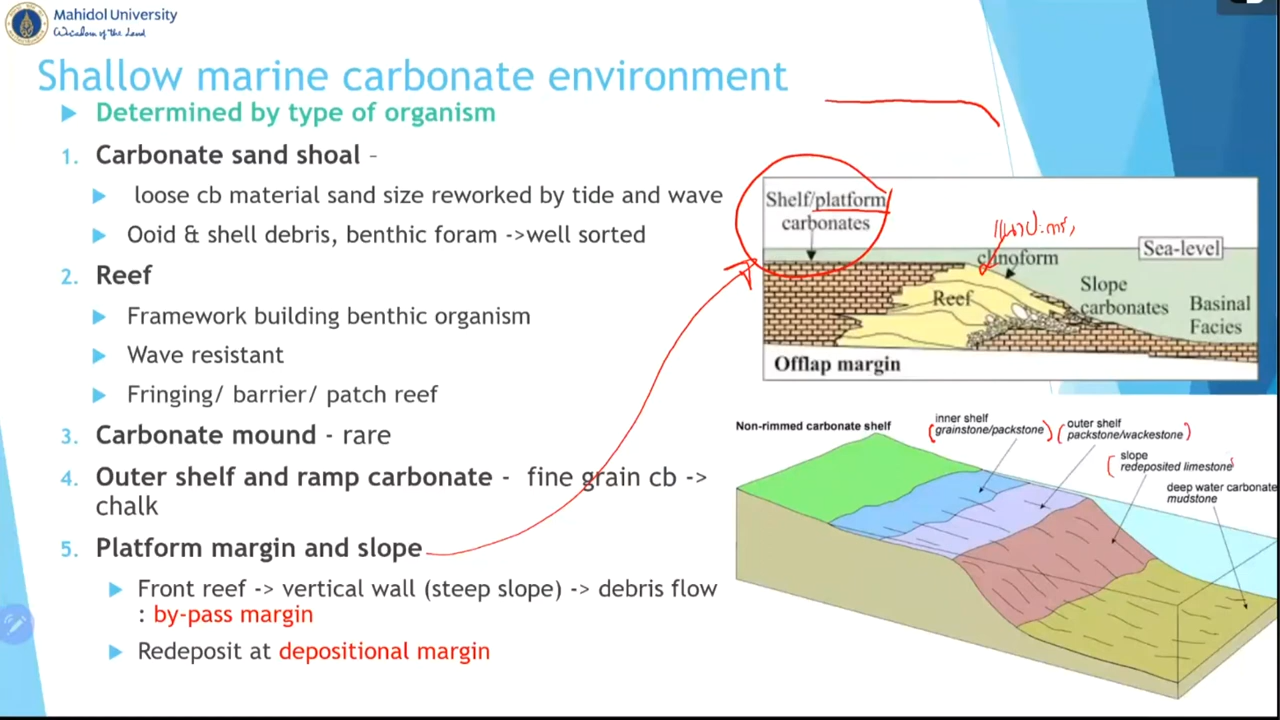 Mahidol University
Wisdom of the Land
Shallow marine carbonate environment
Determined by type of organism
1. Carbonate sand shoal –
loose cb material sand size reworked by tide and wave
Ooid & shell debris, benthic foram ->well sorted
2. Reef
Framework building benthic organism
Wave resistant
Fringing/ barrier/ patch reef
3. Carbonate mound - rare
4. Outer shelf and ramp carbonate - fine grain cb ->
chalk
5. Platform margin and slope
Front reef -> vertical wall (steep slope) -> debris flow
: by-pass margin
Redeposit at depositional margin
Shelf/platform
carbonates
Sea-level
clinoform
Reef
Slope
carbonates
Basinal
Facies
Offlap margin
Non-rimmed carbonate shelf
inner shelf
grainstone/packstone
outer shelf
packstone/wackestone
slope
redeposited limestone
deep water carbonate
mudstone